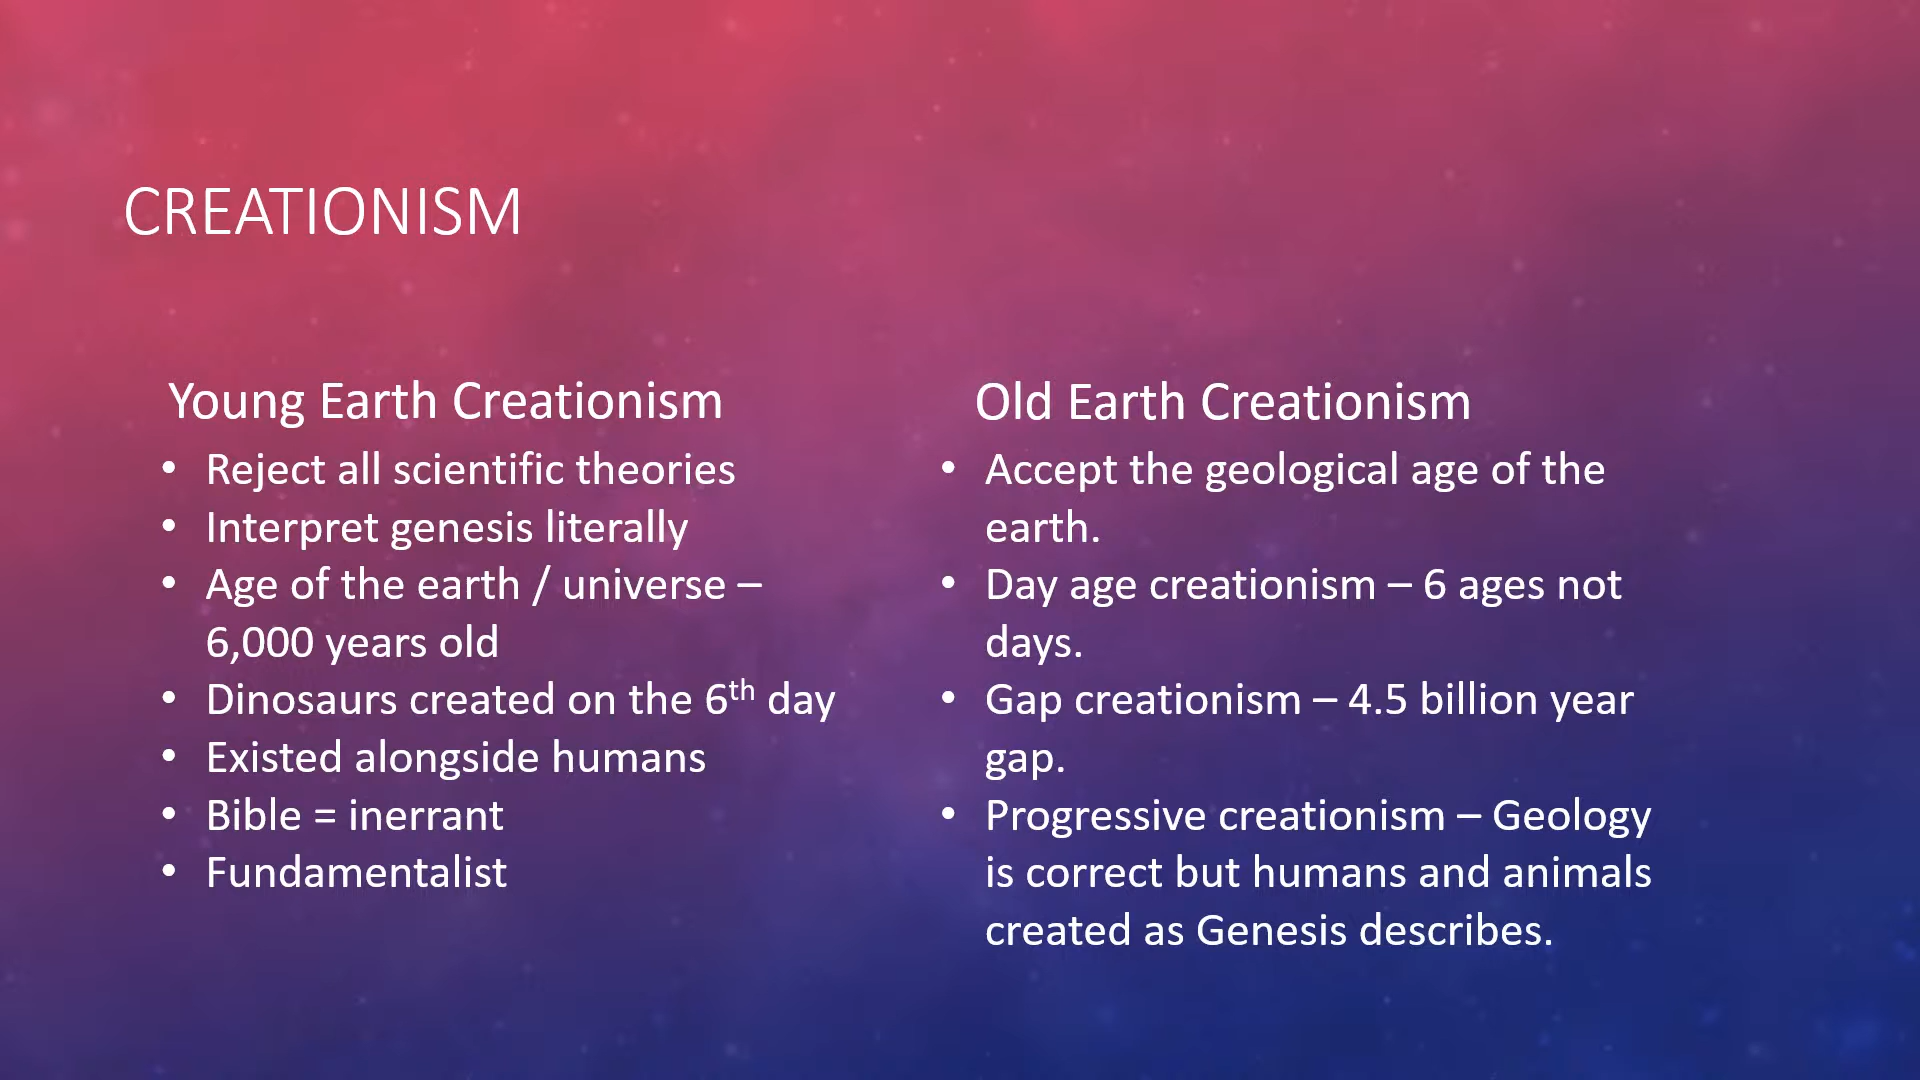 CREATIONISM
Young Earth Creationism
• Reject all scientific theories
• Interpret genesis literally
• Age of the earth / universe –
6,000 years old
• Dinosaurs created on the 6th day
• Existed alongside humans
• Bible = inerrant
• Fundamentalist
Old Earth Creationism
• Accept the geological age of the
earth.
• Day age creationism – 6 ages not
days.
• Gap creationism – 4.5 billion year
gap.
• Progressive creationism – Geology
is correct but humans and animals
created as Genesis describes.